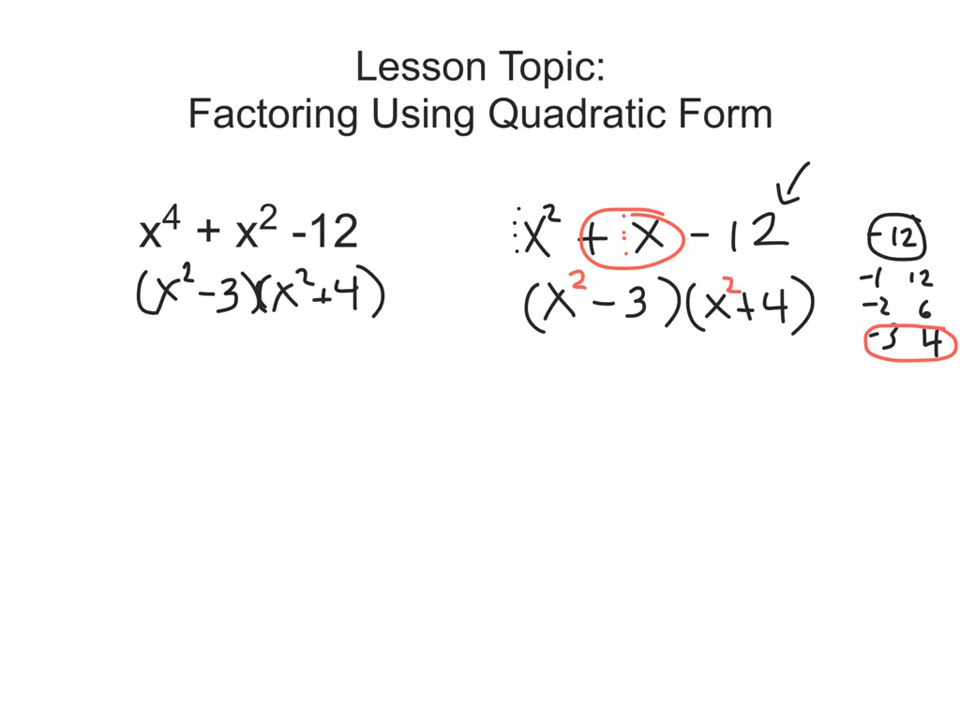 Lesson Topic:
Factoring Using Quadratic Form
x⁴ + x² -12
(x² - 3)(x² + 4)
x² + x - 12
(x² - 3)(x² + 4)
-12
-1 12
-2 6
-3 4